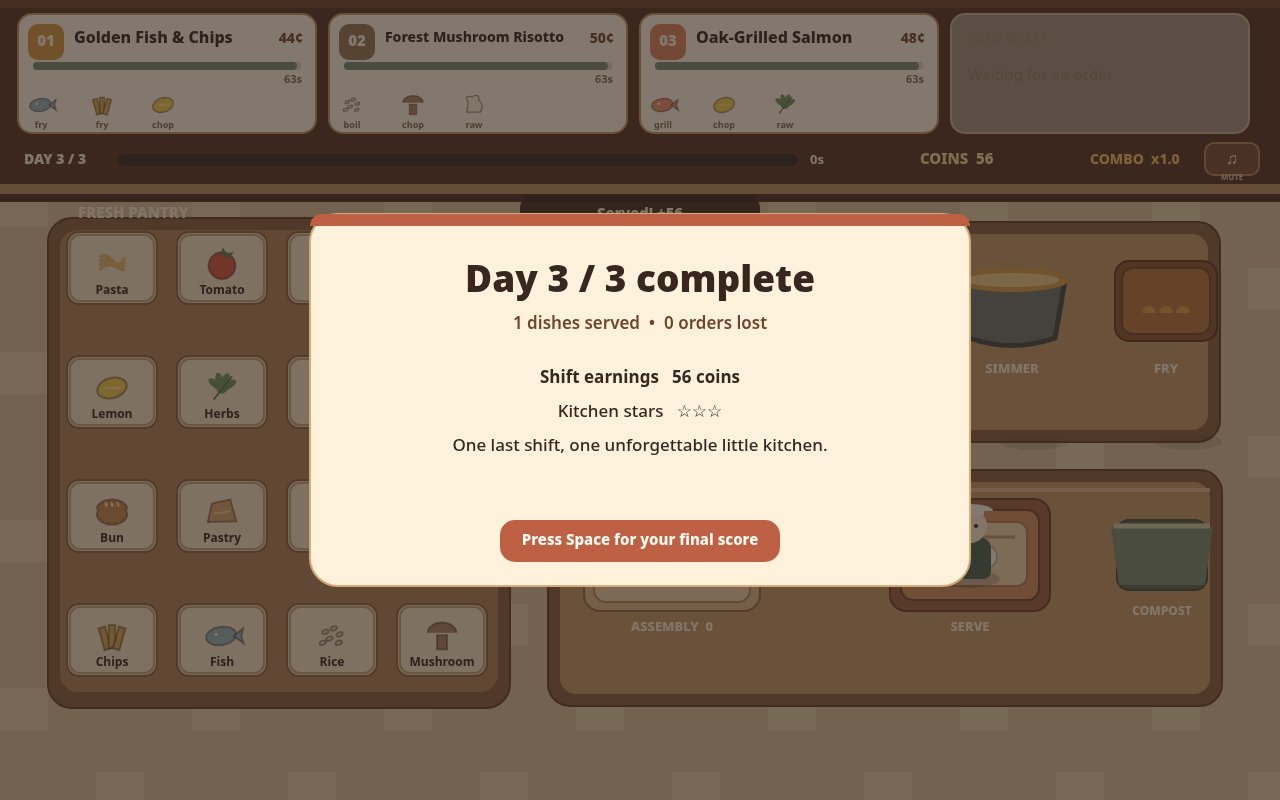 01 Golden Fish & Chips 44¢
63s
fry fry chop
02 Forest Mushroom Risotto 50¢
63s
boil chop raw
03 Oak-Grilled Salmon 48¢
63s
grill chop raw
OPEN TICKET
Waiting for an order
DAY 3 / 3 0s COINS 56 COMBO x1.0 ♫
MUTE
FRESH PANTRY
Served! +56
Pasta Tomato
Lemon Herbs
Bun Pastry
Chips Fish Rice Mushroom
Day 3 / 3 complete
1 dishes served • 0 orders lost
Shift earnings 56 coins
Kitchen stars ☆☆☆
One last shift, one unforgettable little kitchen.
Press Space for your final score
SIMMER FRY
ASSEMBLY 0 SERVE COMPOST